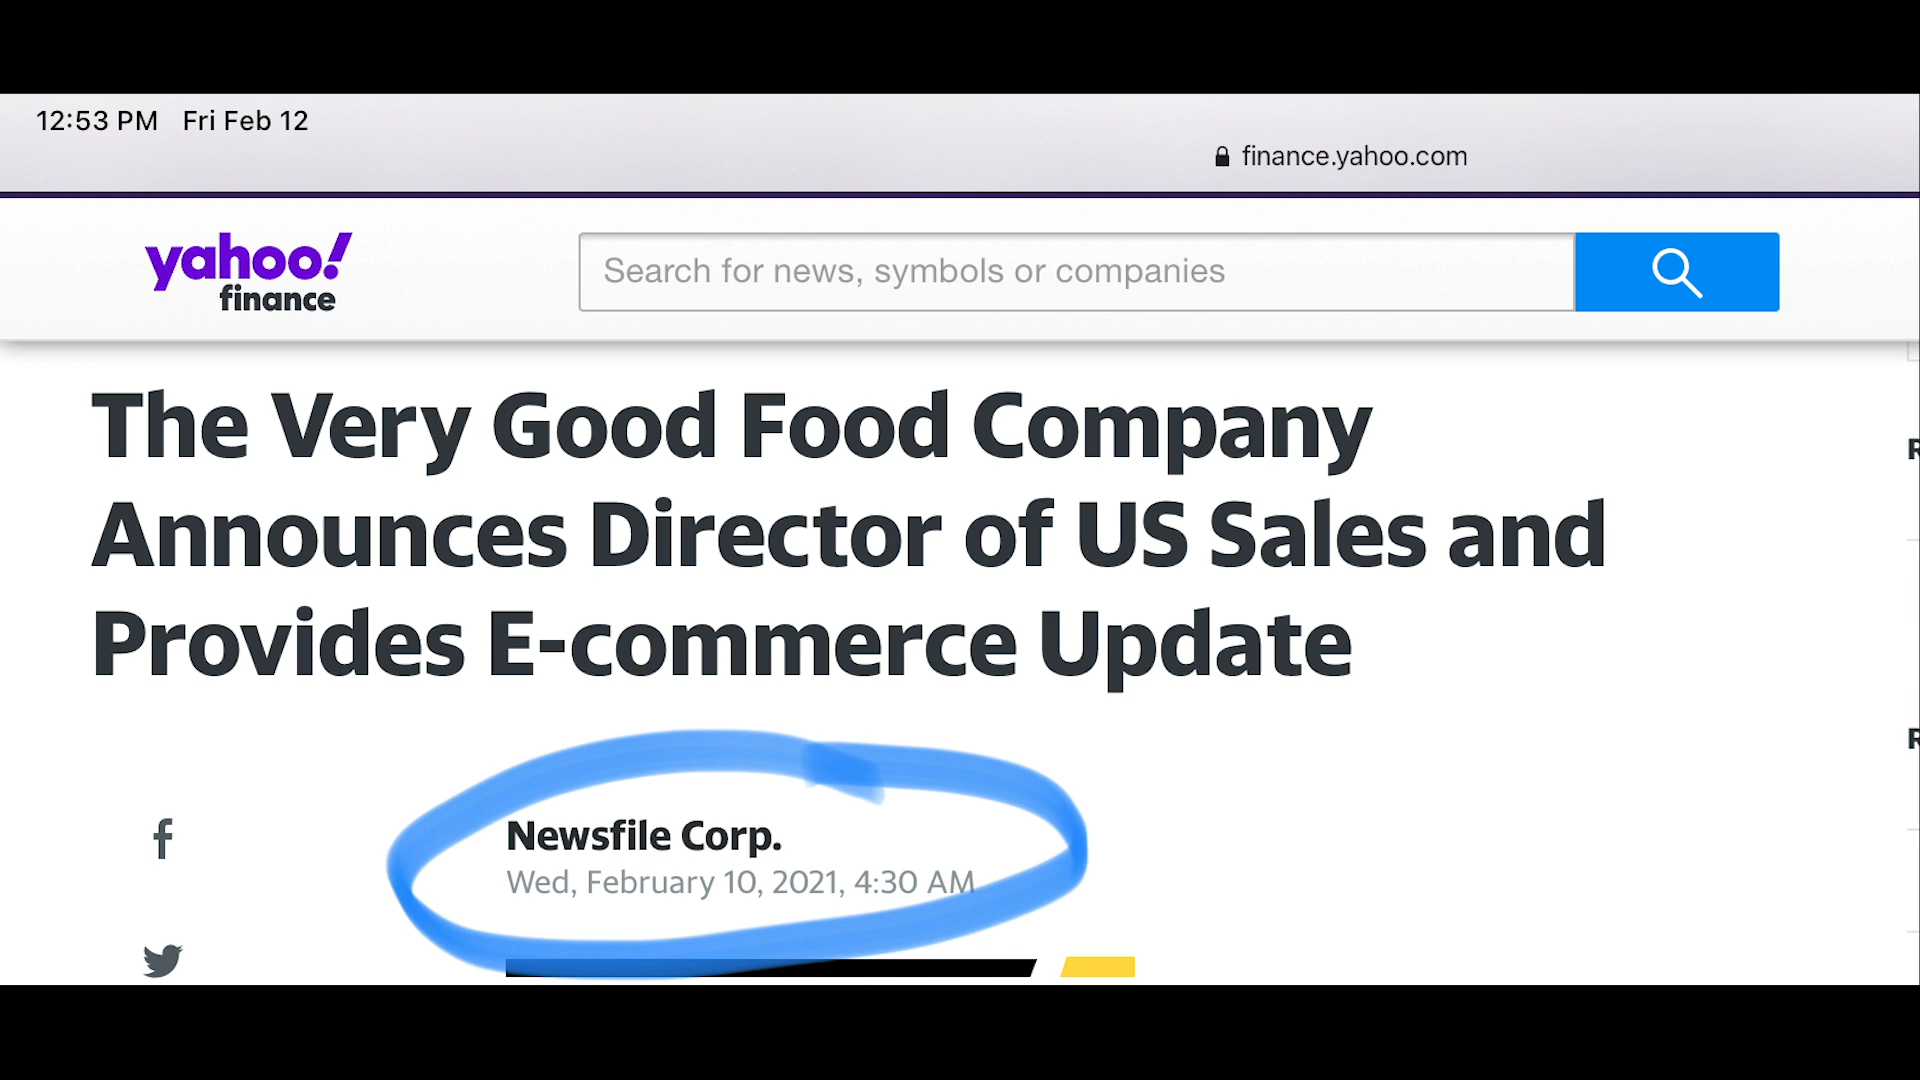 12:53 PM Fri Feb 12
finance.yahoo.com
yahoo!
finance
Search for news, symbols or companies
The Very Good Food Company
Announces Director of US Sales and
Provides E-commerce Update
Newsfile Corp.
Wed, February 10, 2021, 4:30 AM